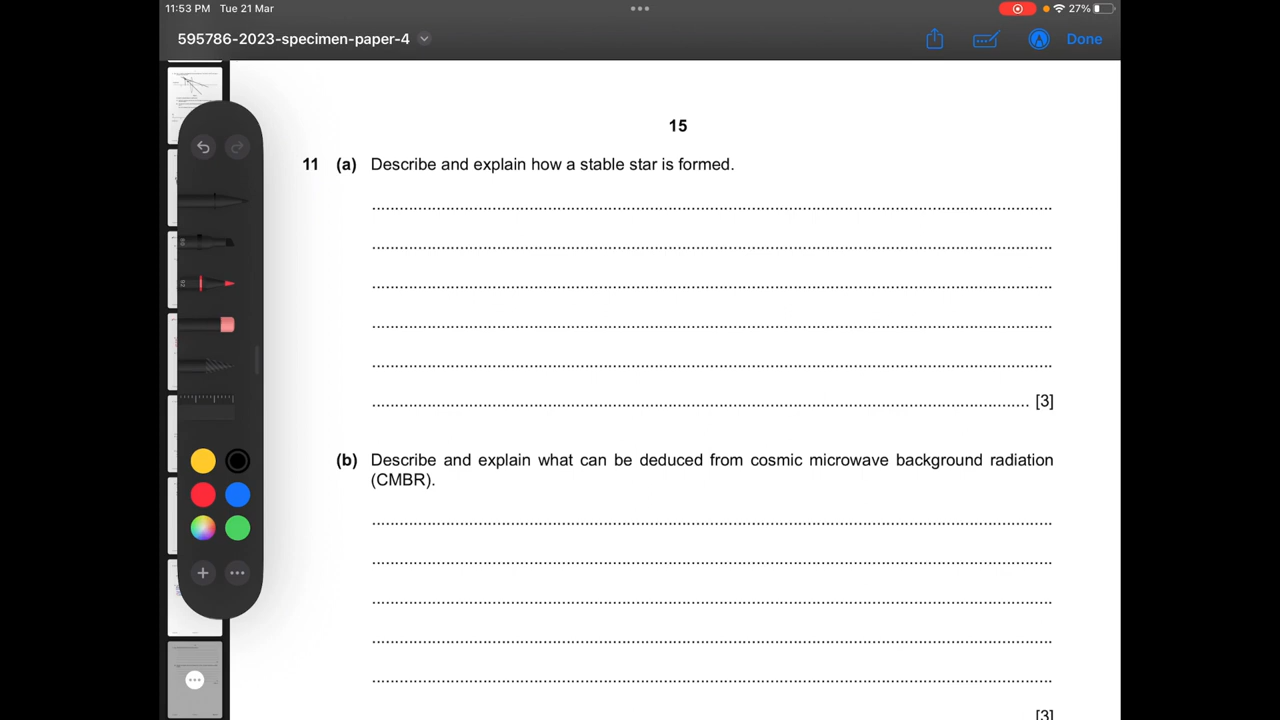 11:53 PM Tue 21 Mar
27%
595786-2023-specimen-paper-4
Done
15
11 (a) Describe and explain how a stable star is formed.
....................................................................................................
....................................................................................................
....................................................................................................
....................................................................................................
....................................................................................................
.................................................................................................... [3]
(b) Describe and explain what can be deduced from cosmic microwave background radiation
(CMBR).
....................................................................................................
....................................................................................................
....................................................................................................
....................................................................................................
....................................................................................................
[3]